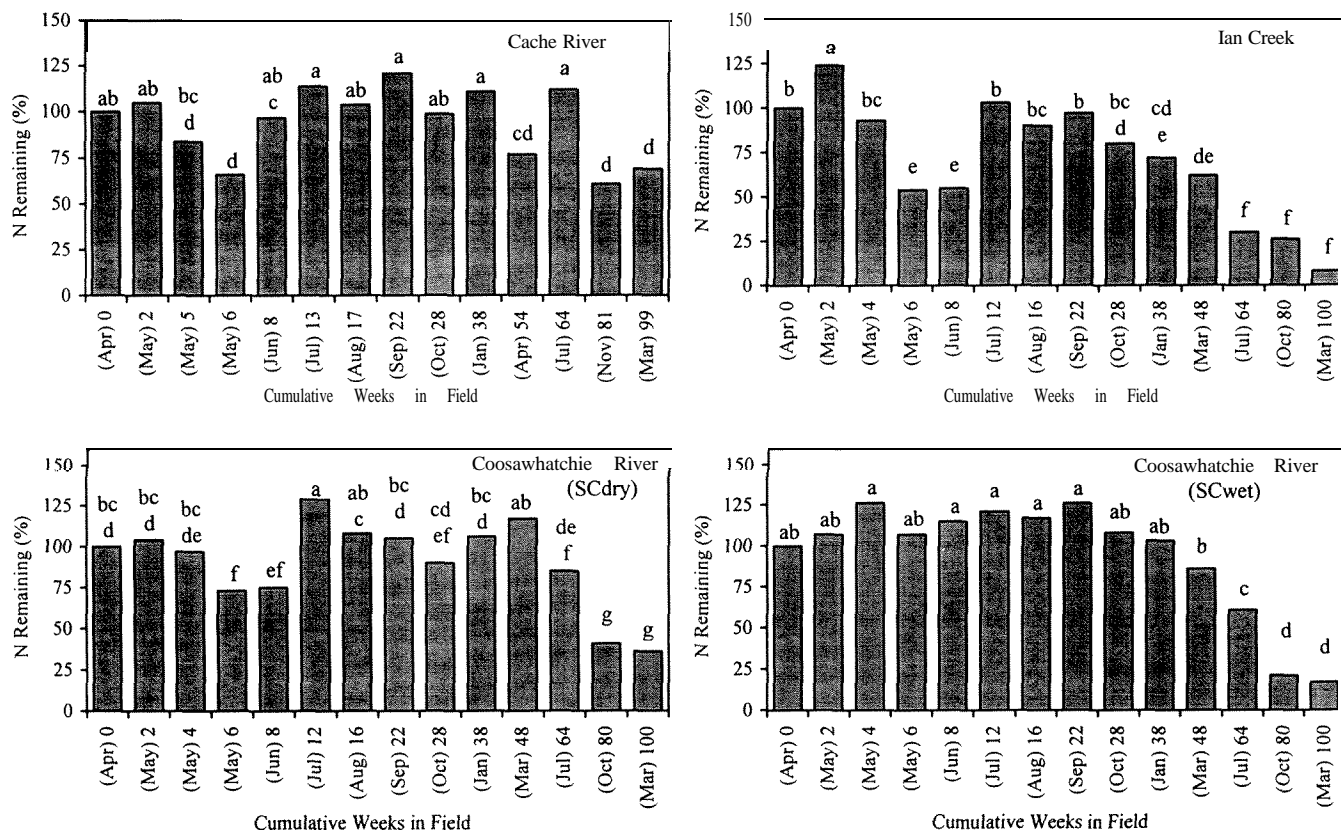 150
125
100
75
50
25
0
N Remaining (%)
Cache River
ab
ab
bc
d
d
ab
c
a
ab
a
ab
a
cd
a
d
d
(Apr) 0
(May) 2
(May) 5
(May) 6
(Jun) 8
(Jul) 13
(Aug) 17
(Sep) 22
(Oct) 28
(Jan) 38
(Apr) 54
(Jul) 64
(Nov) 81
(Mar) 99
Cumulative Weeks in Field
150
125
100
75
50
25
0
N Remaining (%)
Ian Creek
b
a
bc
e
e
b
bc
b
bc
d
cd
e
de
f
f
f
(Apr) 0
(May) 2
(May) 4
(May) 6
(Jun) 8
(Jul) 12
(Aug) 16
(Sep) 22
(Oct) 28
(Jan) 38
(Mar) 48
(Jul) 64
(Oct) 80
(Mar) 100
Cumulative Weeks in Field
150
125
100
75
50
25
0
N Remaining (%)
Coosawhatchie River
(SCdry)
bc
d
bc
d
bc
de
f
ef
a
ab
c
bc
d
cd
ef
bc
d
ab
de
f
g
g
(Apr) 0
(May) 2
(May) 4
(May) 6
(Jun) 8
(Jul) 12
(Aug) 16
(Sep) 22
(Oct) 28
(Jan) 38
(Mar) 48
(Jul) 64
(Oct) 80
(Mar) 100
Cumulative Weeks in Field
150
125
100
75
50
25
0
N Remaining (%)
Coosawhatchie River
(SCwet)
ab
ab
a
ab
a
a
a
a
ab
ab
b
c
d
d
(Apr) 0
(May) 2
(May) 4
(May) 6
(Jun) 8
(Jul) 12
(Aug) 16
(Sep) 22
(Oct) 28
(Jan) 38
(Mar) 48
(Jul) 64
(Oct) 80
(Mar) 100
Cumulative Weeks in Field